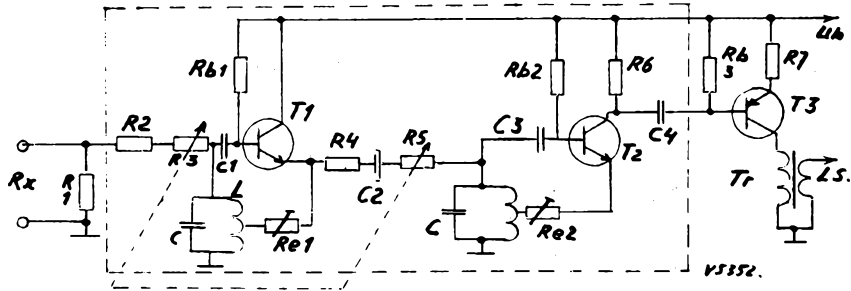 Ub
Rb1
T1
Rb2
R6
Rb
3
R7
T3
R2
R3
C1
R4
C2
R5
C3
T2
C4
Rx
R
1
L
C
Re1
C
Re2
Tr
LS.
VS352.